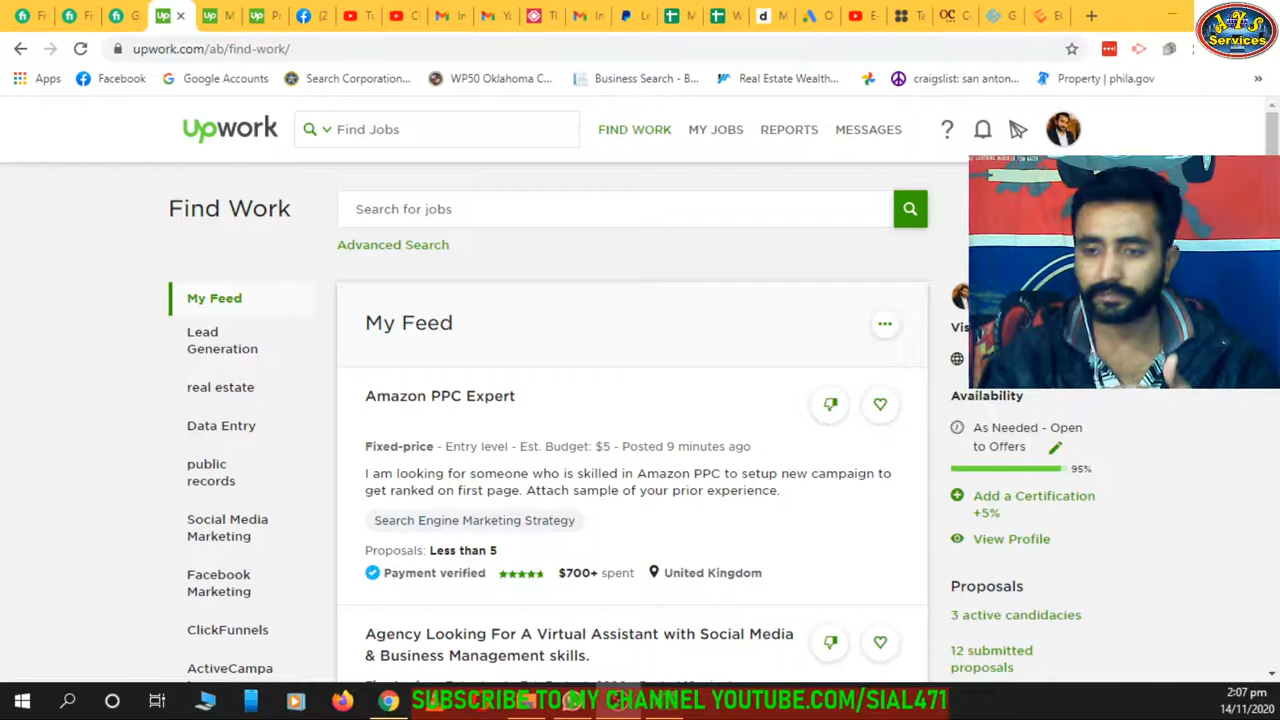 Fi
Fi
G
M
P
(2
T
C
In
Y
T
In
L
M
W
M
O
E-
T
C
G
E
AYS
Services
upwork.com/ab/find-work/
Apps
Facebook
Google Accounts
Search Corporation...
WP50 Oklahoma C...
Business Search - B...
Real Estate Wealth...
craigslist: san anton...
Property | phila.gov
»
upwork
Find Jobs
FIND WORK
MY JOBS
REPORTS
MESSAGES
?
Find Work
Search for jobs
Advanced Search
My Feed
Lead
Generation
real estate
Data Entry
public
records
Social Media
Marketing
Facebook
Marketing
ClickFunnels
ActiveCampa
My Feed
Amazon PPC Expert
Fixed-price - Entry level - Est. Budget: $5 - Posted 9 minutes ago
I am looking for someone who is skilled in Amazon PPC to setup new campaign to
get ranked on first page. Attach sample of your prior experience.
Search Engine Marketing Strategy
Proposals: Less than 5
Payment verified
$700+ spent
United Kingdom
Agency Looking For A Virtual Assistant with Social Media
& Business Management skills.
Vis
Availability
As Needed - Open
to Offers
95%
Add a Certification
+5%
View Profile
Proposals
3 active candidacies
12 submitted
proposals
SUBSCRIBE TO MY CHANNEL YOUTUBE.COM/SIAL471
2:07 pm
14/11/2020